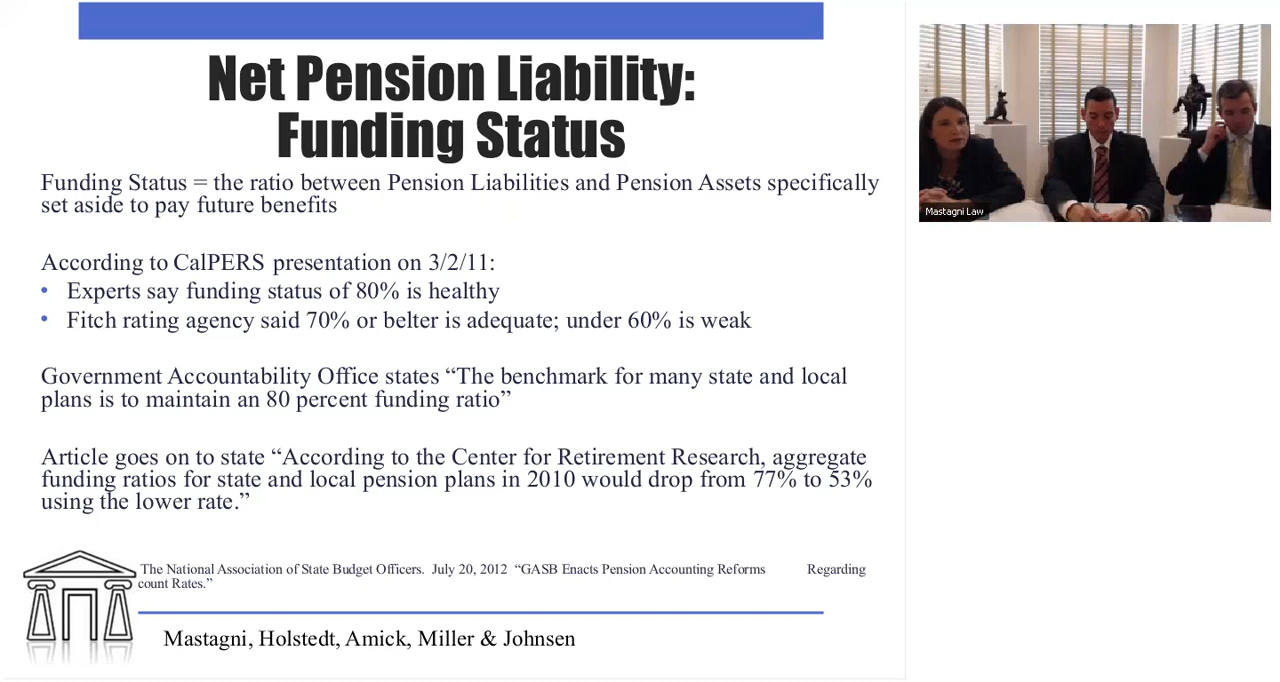 Net Pension Liability:
Funding Status
Funding Status = the ratio between Pension Liabilities and Pension Assets specifically
set aside to pay future benefits
According to CalPERS presentation on 3/2/11:
• Experts say funding status of 80% is healthy
• Fitch rating agency said 70% or belter is adequate; under 60% is weak
Government Accountability Office states “The benchmark for many state and local
plans is to maintain an 80 percent funding ratio”
Article goes on to state “According to the Center for Retirement Research, aggregate
funding ratios for state and local pension plans in 2010 would drop from 77% to 53%
using the lower rate.”
The National Association of State Budget Officers. July 20, 2012 “GASB Enacts Pension Accounting Reforms Regarding
count Rates.”
Mastagni, Holstedt, Amick, Miller & Johnsen
Mastagni Law